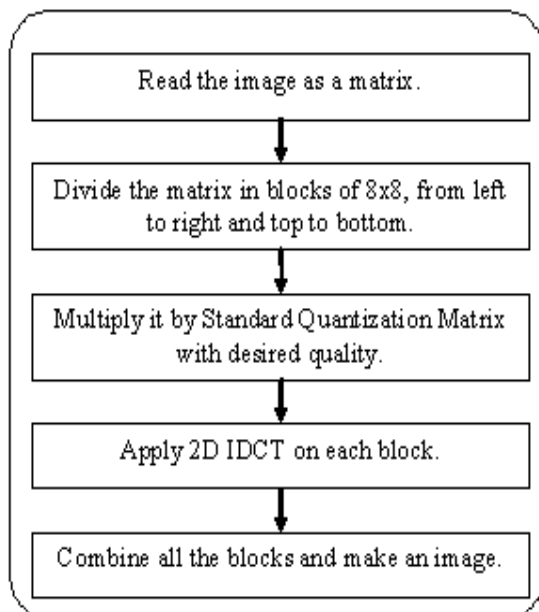 Read the image as a matrix.
Divide the matrix in blocks of 8x8, from left
to right and top to bottom.
Multiply it by Standard Quantization Matrix
with desired quality.
Apply 2D IDCT on each block.
Combine all the blocks and make an image.